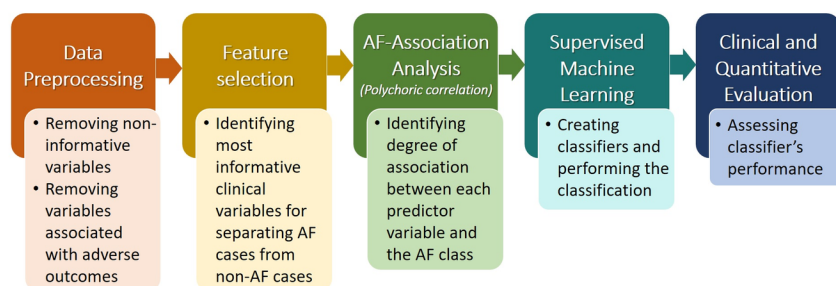 Data
Preprocessing
• Removing non-
informative
variables
• Removing
variables
associated
with adverse
outcomes
Feature
selection
• Identifying
most
informative
clinical
variables for
separating AF
cases from
non-AF cases
AF-Association
Analysis
(Polychoric correlation)
• Identifying
degree of
association
between each
predictor
variable and
the AF class
Supervised
Machine
Learning
• Creating
classifiers and
performing the
classification
Clinical and
Quantitative
Evaluation
• Assessing
classifier’s
performance